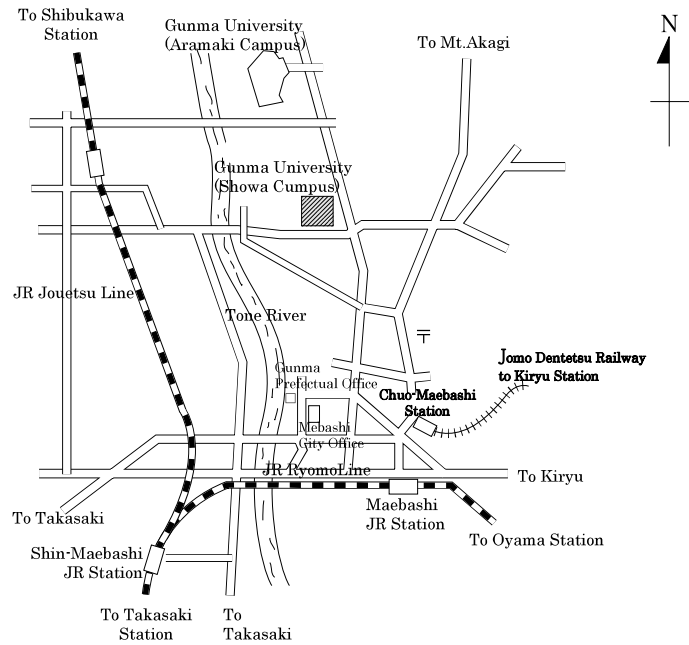 To Shibukawa
Station
Gunma University
(Aramaki Campus)
To Mt.Akagi
N
Gunma University
(Showa Cumpus)
JR Jouetsu Line
Tone River
〒
Gunma
Prefectual Office
Jomo Dentetsu Railway
to Kiryu Station
Chuo-Maebashi
Station
Mebashi
City Office
JR RyomoLine
To Kiryu
Maebashi
JR Station
To Takasaki
To Oyama Station
Shin-Maebashi
JR Station
To Takasaki
Station
To
Takasaki